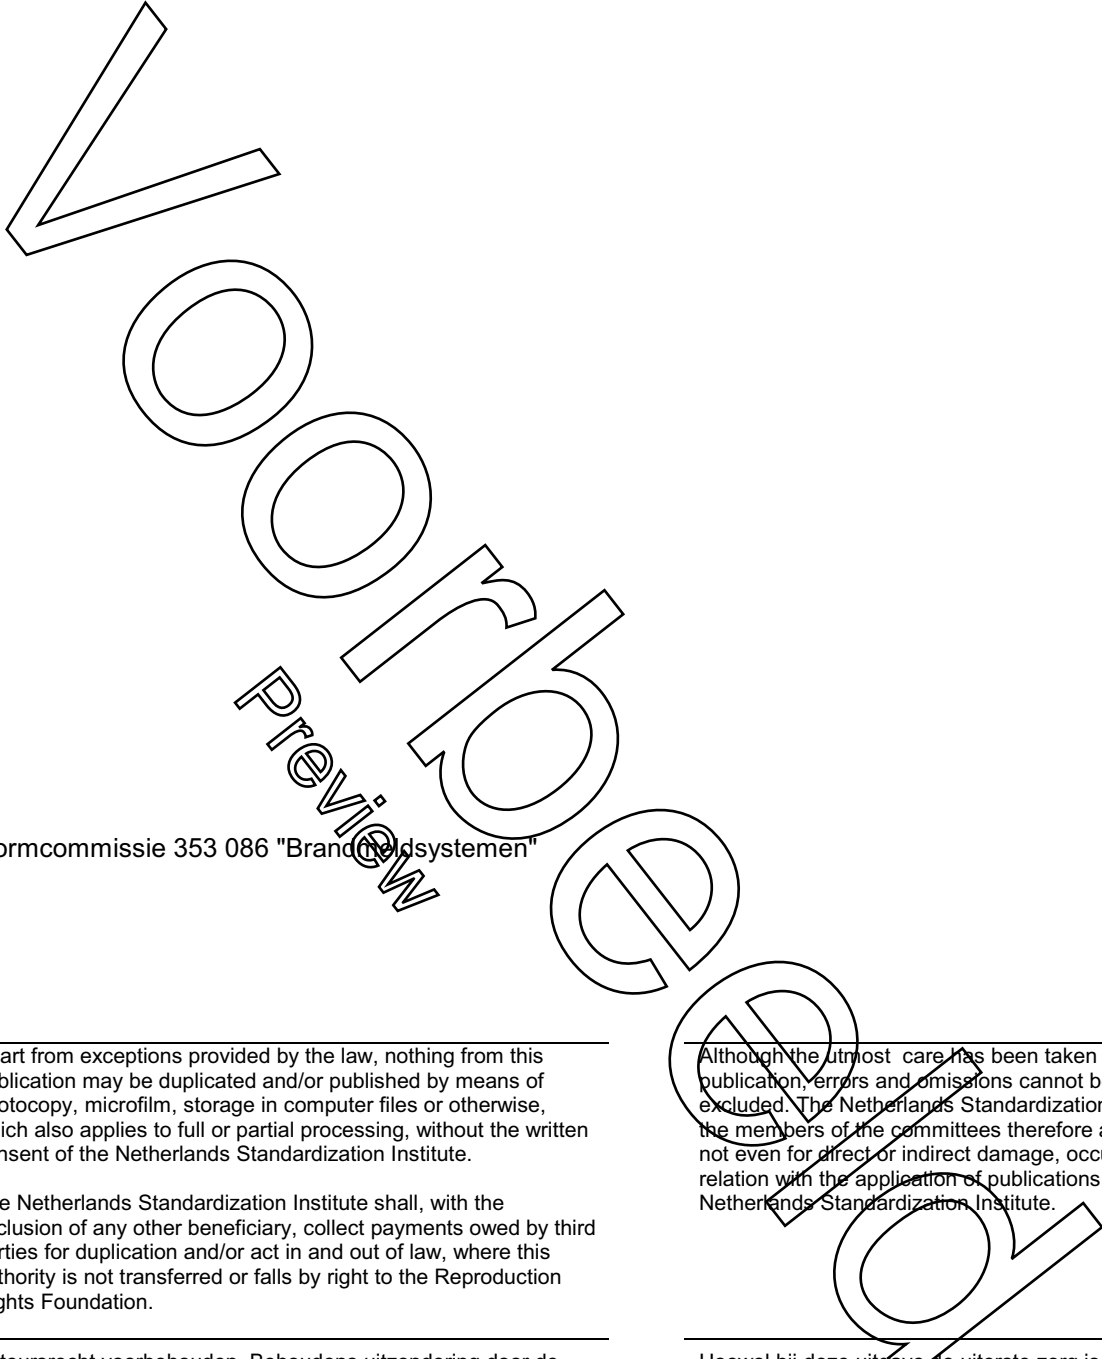 Voorbeeld
Preview
ormcommissie 353 086 "Brandmeldsystemen"
art from exceptions provided by the law, nothing from this
blication may be duplicated and/or published by means of
otocopy, microfilm, storage in computer files or otherwise,
ich also applies to full or partial processing, without the written
nsent of the Netherlands Standardization Institute.
e Netherlands Standardization Institute shall, with the
clusion of any other beneficiary, collect payments owed by third
rties for duplication and/or act in and out of law, where this
thority is not transferred or falls by right to the Reproduction
ghts Foundation.
Although the utmost care has been taken
publication, errors and omissions cannot b
excluded. The Netherlands Standardization
the members of the committees therefore a
not even for direct or indirect damage, occu
relation with the application of publications
Netherlands Standardization Institute.